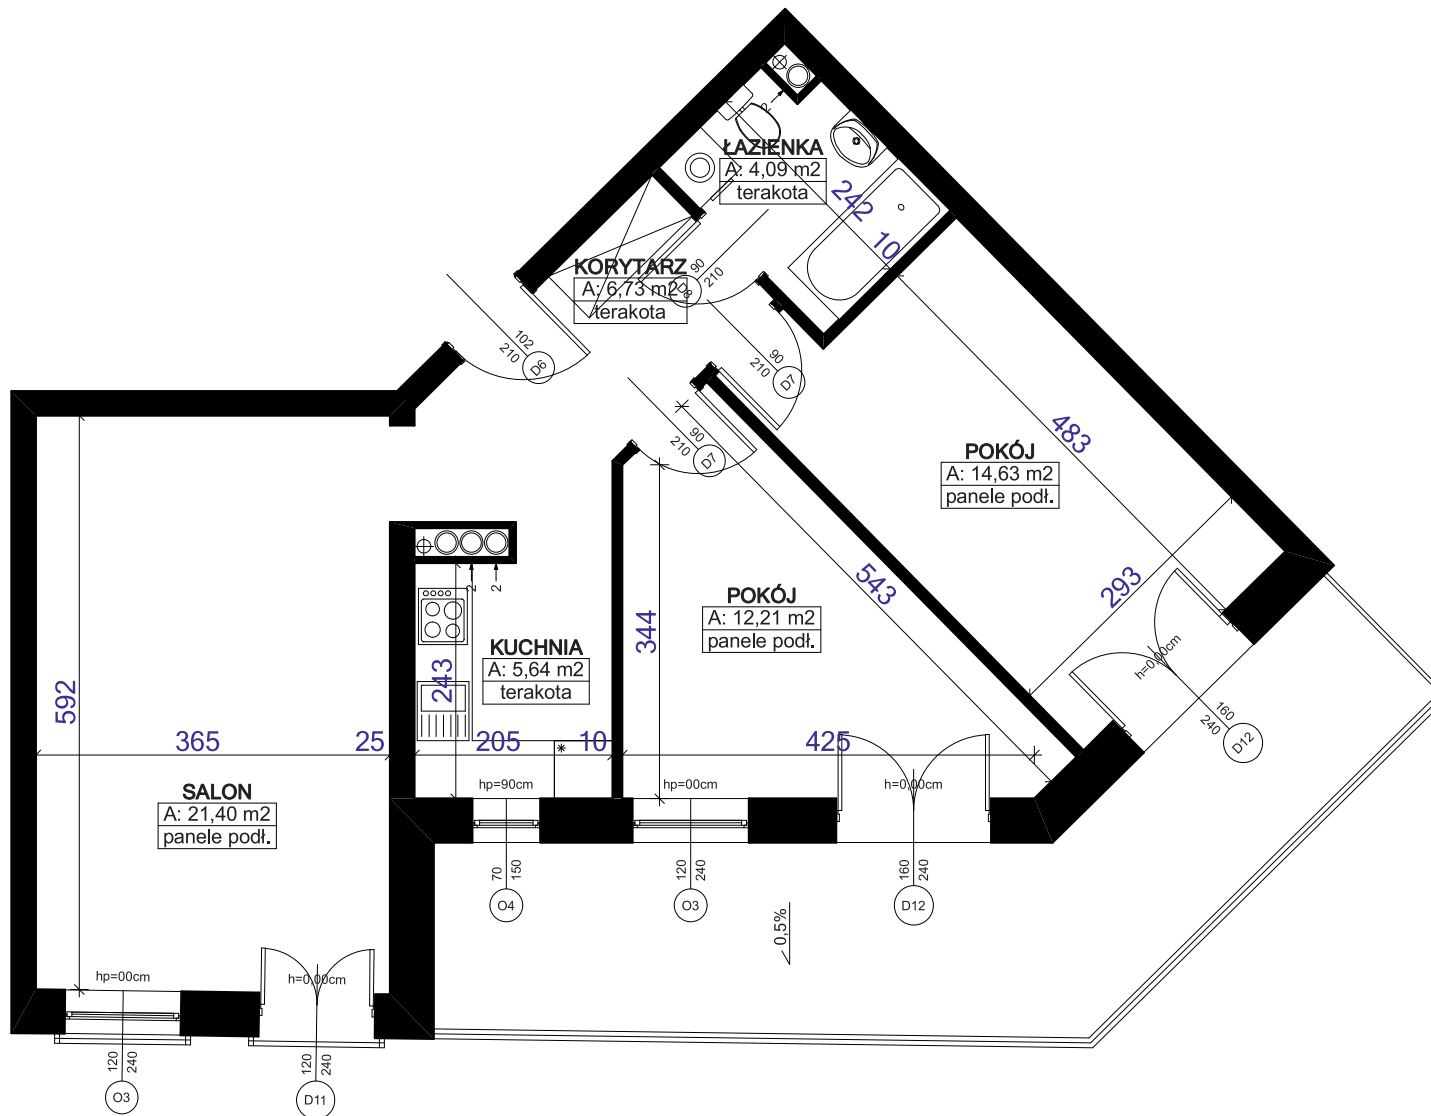 2
ŁAZIENKA
A: 4,09 m2
terakota
242
10
KORYTARZ
A: 6,73 m2
terakota
90
210
D8
102
210
D6
90
210
D7
90
210
D7
483
POKÓJ
A: 14,63 m2
panele podł.
293
543
POKÓJ
A: 12,21 m2
panele podł.
344
2
2
KUCHNIA
A: 5,64 m2
terakota
243
592
365
25
205
10
425
SALON
A: 21,40 m2
panele podł.
h=0,00cm
160
240
D12
hp=90cm
hp=00cm
h=0,00cm
70
150
O4
120
240
O3
160
240
D12
0,5%
hp=00cm
h=0,00cm
120
240
O3
120
240
D11